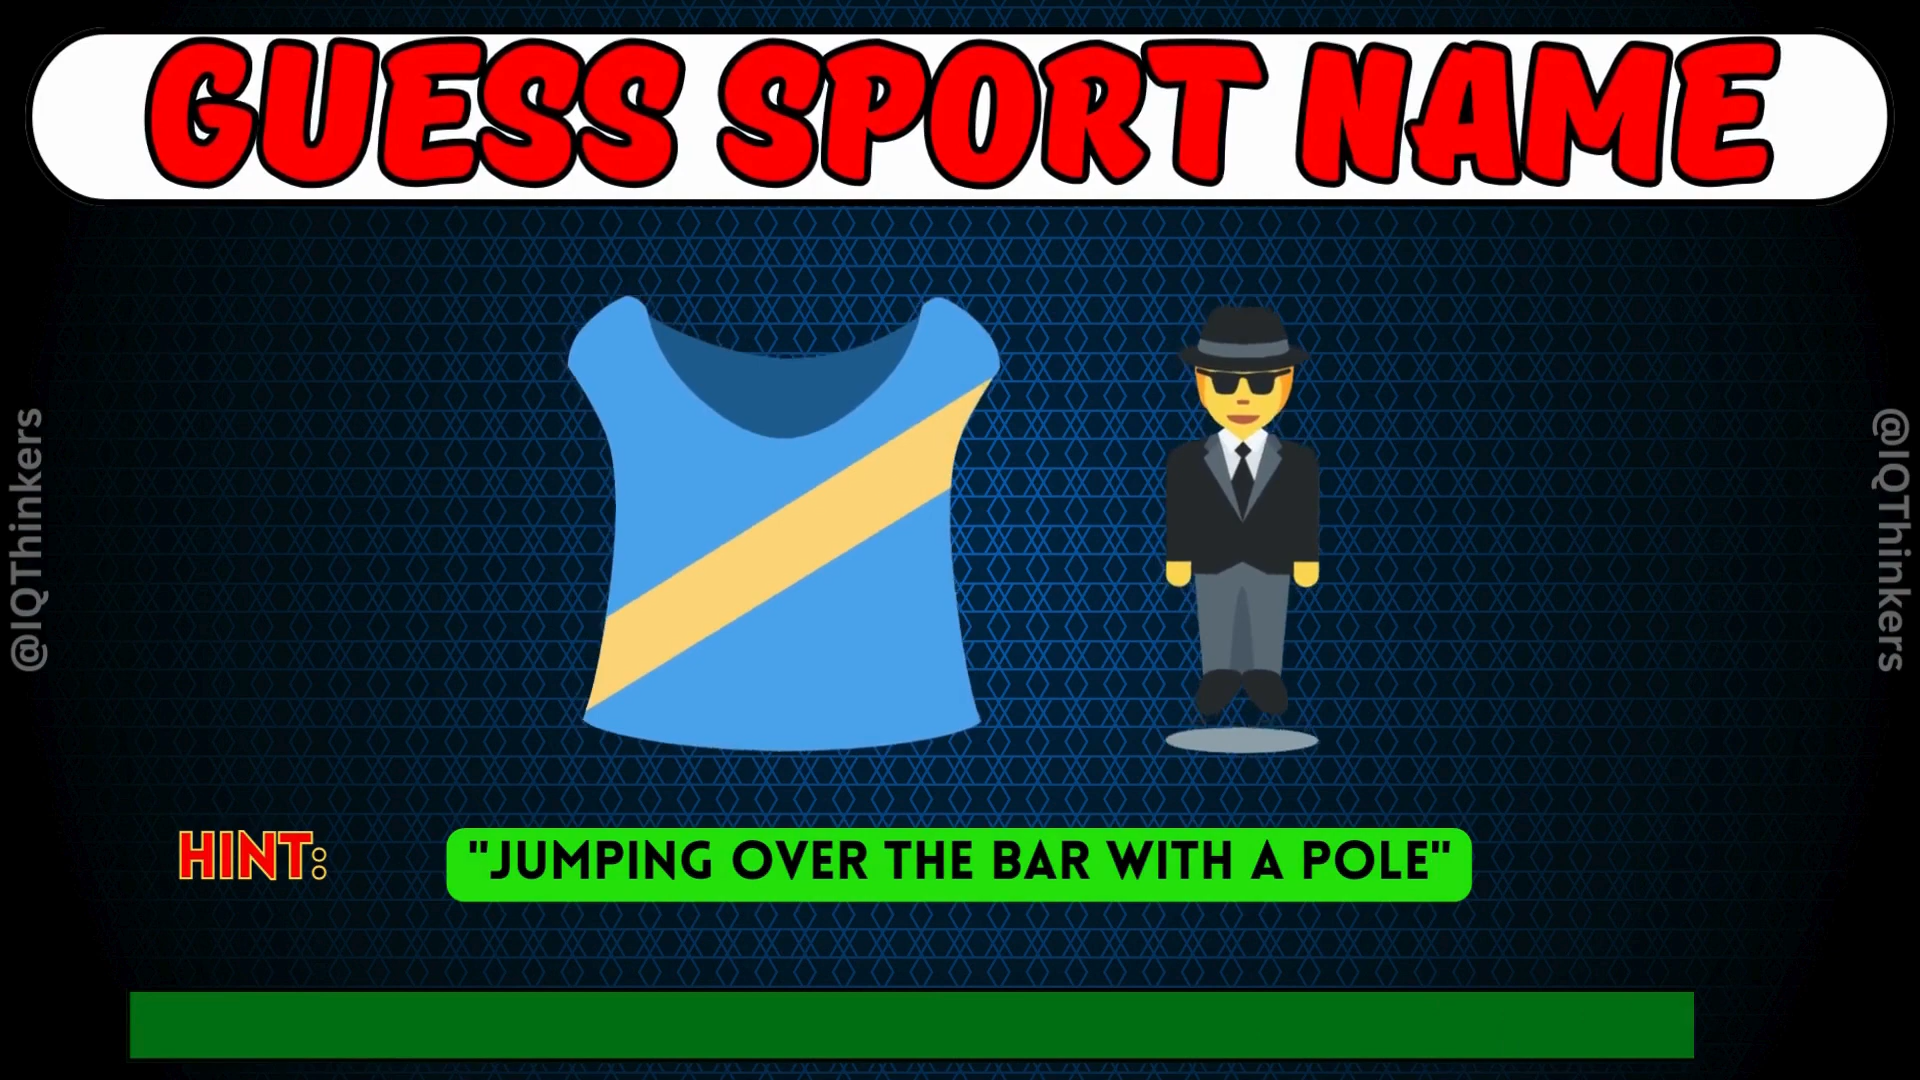 GUESS SPORT NAME
@IQThinkers
@IQThinkers
HINT:
"JUMPING OVER THE BAR WITH A POLE"